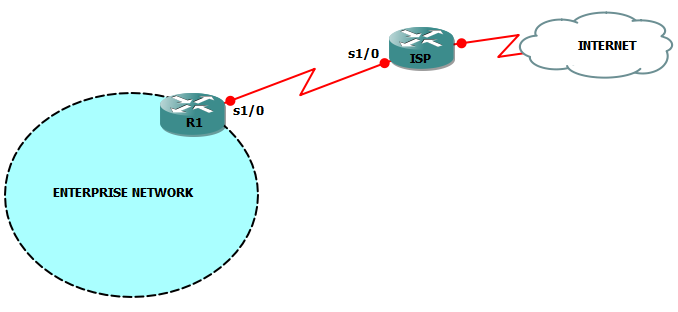 INTERNET
s1/0
ISP
s1/0
R1
ENTERPRISE NETWORK